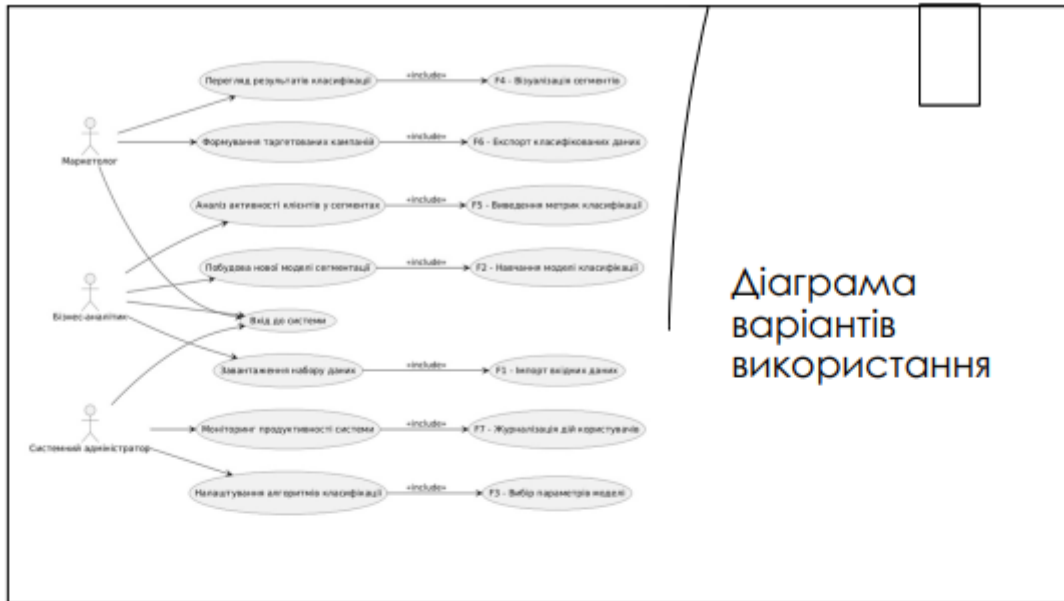 Перегляд результатів класифікації
«include»
F4 - Візуалізація сегментів
Формування таргетованих кампаній
«include»
F6 - Експорт класифікованих даних
Маркетолог
Аналіз активності клієнтів у сегментах
«include»
F5 - Виведення метрик класифікації
Побудова нової моделі сегментації
«include»
F2 - Навчання моделі класифікації
Бізнес-аналітик
Вхід до системи
Завантаження набору даних
«include»
F1 - Імпорт вхідних даних
Моніторинг продуктивності системи
«include»
F7 - Журналізація дій користувачів
Системний адміністратор
Налаштування алгоритмів класифікації
«include»
F3 - Вибір параметрів моделі
Діаграма
варіантів
використання